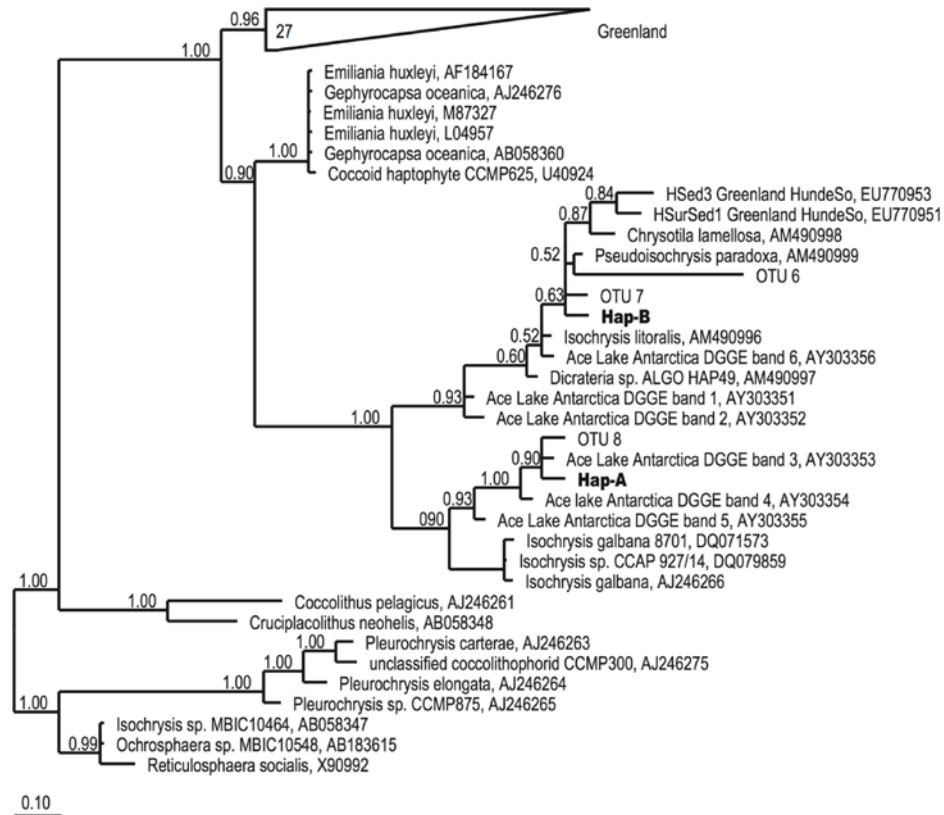 0.96
27
Greenland
1.00
Emiliania huxleyi, AF184167
Gephyrocapsa oceanica, AJ246276
Emiliania huxleyi, M87327
Emiliania huxleyi, L04957
1.00
Gephyrocapsa oceanica, AB058360
0.90
Coccoid haptophyte CCMP625, U40924
0.84
HSed3 Greenland HundeSo, EU770953
0.87
HSurSed1 Greenland HundeSo, EU770951
Chrysotila lamellosa, AM490998
0.52
Pseudoisochrysis paradoxa, AM490999
OTU 6
0.63
OTU 7
Hap-B
0.52
Isochrysis litoralis, AM490996
0.60
Ace Lake Antarctica DGGE band 6, AY303356
Dicrateria sp. ALGO HAP49, AM490997
0.93
Ace Lake Antarctica DGGE band 1, AY303351
1.00
Ace Lake Antarctica DGGE band 2, AY303352
OTU 8
0.90
Ace Lake Antarctica DGGE band 3, AY303353
1.00
Hap-A
0.93
Ace lake Antarctica DGGE band 4, AY303354
090
Ace Lake Antarctica DGGE band 5, AY303355
Isochrysis galbana 8701, DQ071573
Isochrysis sp. CCAP 927/14, DQ079859
1.00
Isochrysis galbana, AJ246266
1.00
Coccolithus pelagicus, AJ246261
Cruciplacolithus neohelis, AB058348
1.00
Pleurochrysis carterae, AJ246263
1.00
unclassified coccolithophorid CCMP300, AJ246275
1.00
Pleurochrysis elongata, AJ246264
1.00
Pleurochrysis sp. CCMP875, AJ246265
Isochrysis sp. MBIC10464, AB058347
0.99
Ochrosphaera sp. MBIC10548, AB183615
Reticulosphaera socialis, X90992
0.10